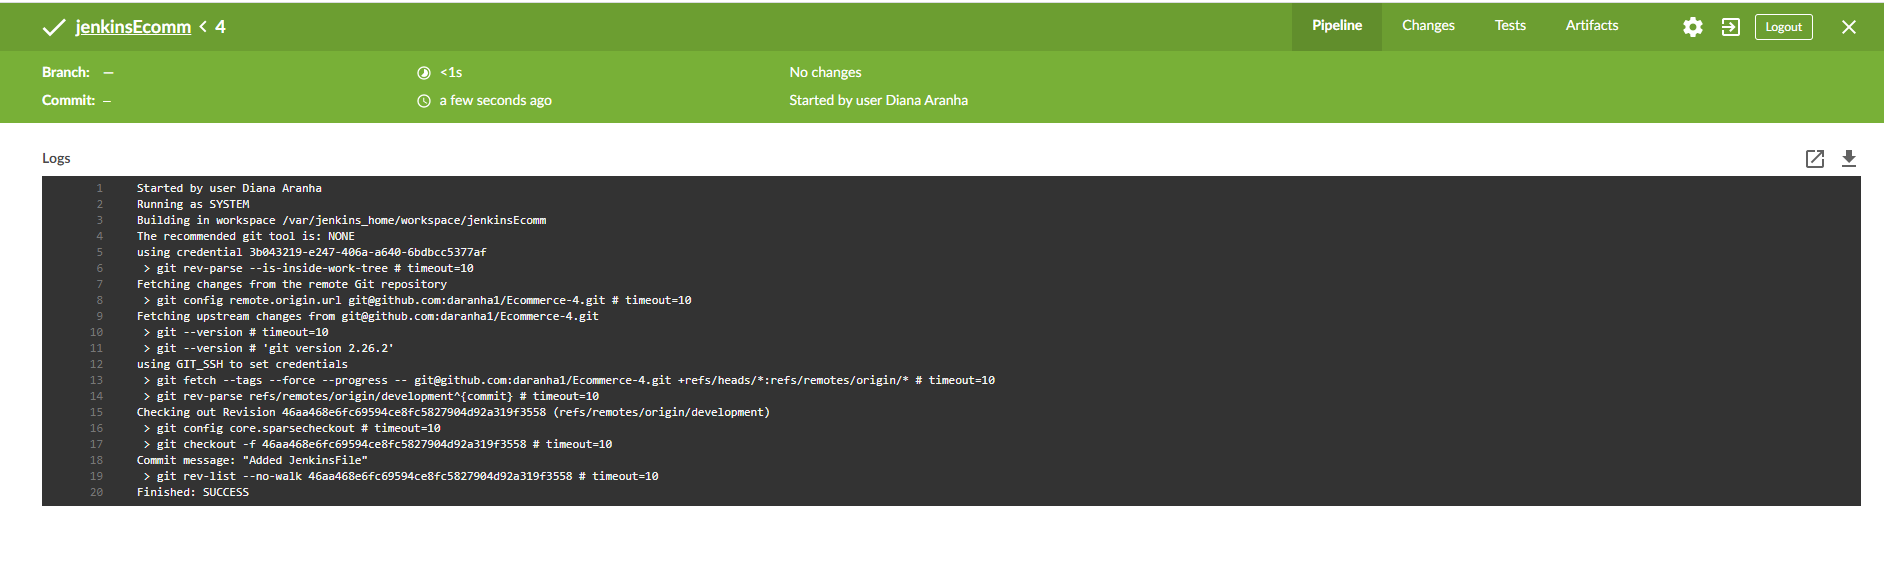 jenkinsEcomm < 4
Pipeline Changes Tests Artifacts Logout
Branch: — <1s No changes
Commit: — a few seconds ago Started by user Diana Aranha
Logs
1 Started by user Diana Aranha
2 Running as SYSTEM
3 Building in workspace /var/jenkins_home/workspace/jenkinsEcomm
4 The recommended git tool is: NONE
5 using credential 3b043219-e247-406a-a640-6bdbcc5377af
6 > git rev-parse --is-inside-work-tree # timeout=10
7 Fetching changes from the remote Git repository
8 > git config remote.origin.url git@github.com:daranha1/Ecommerce-4.git # timeout=10
9 Fetching upstream changes from git@github.com:daranha1/Ecommerce-4.git
10 > git --version # timeout=10
11 > git --version # 'git version 2.26.2'
12 using GIT_SSH to set credentials
13 > git fetch --tags --force --progress -- git@github.com:daranha1/Ecommerce-4.git +refs/heads/*:refs/remotes/origin/* # timeout=10
14 > git rev-parse refs/remotes/origin/development^{commit} # timeout=10
15 Checking out Revision 46aa468e6fc69594ce8fc5827904d92a319f3558 (refs/remotes/origin/development)
16 > git config core.sparsecheckout # timeout=10
17 > git checkout -f 46aa468e6fc69594ce8fc5827904d92a319f3558 # timeout=10
18 Commit message: "Added JenkinsFile"
19 > git rev-list --no-walk 46aa468e6fc69594ce8fc5827904d92a319f3558 # timeout=10
20 Finished: SUCCESS